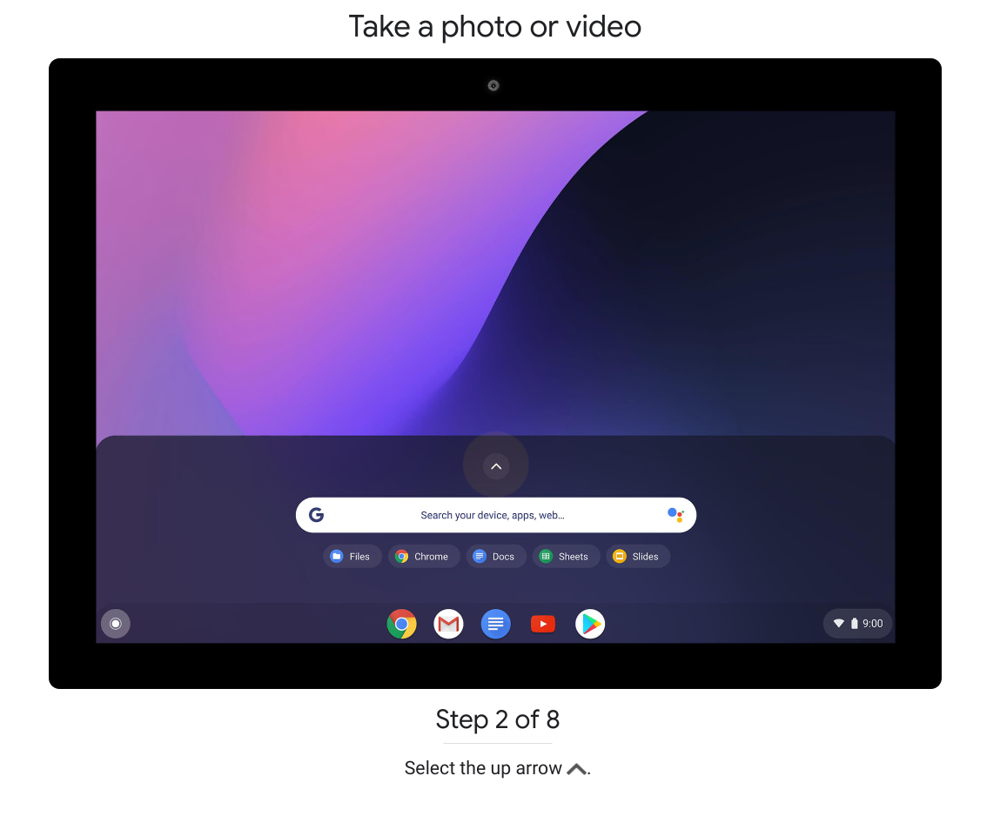 Take a photo or video
Search your device, apps, web...
Files Chrome Docs Sheets Slides
9:00
Step 2 of 8
Select the up arrow .